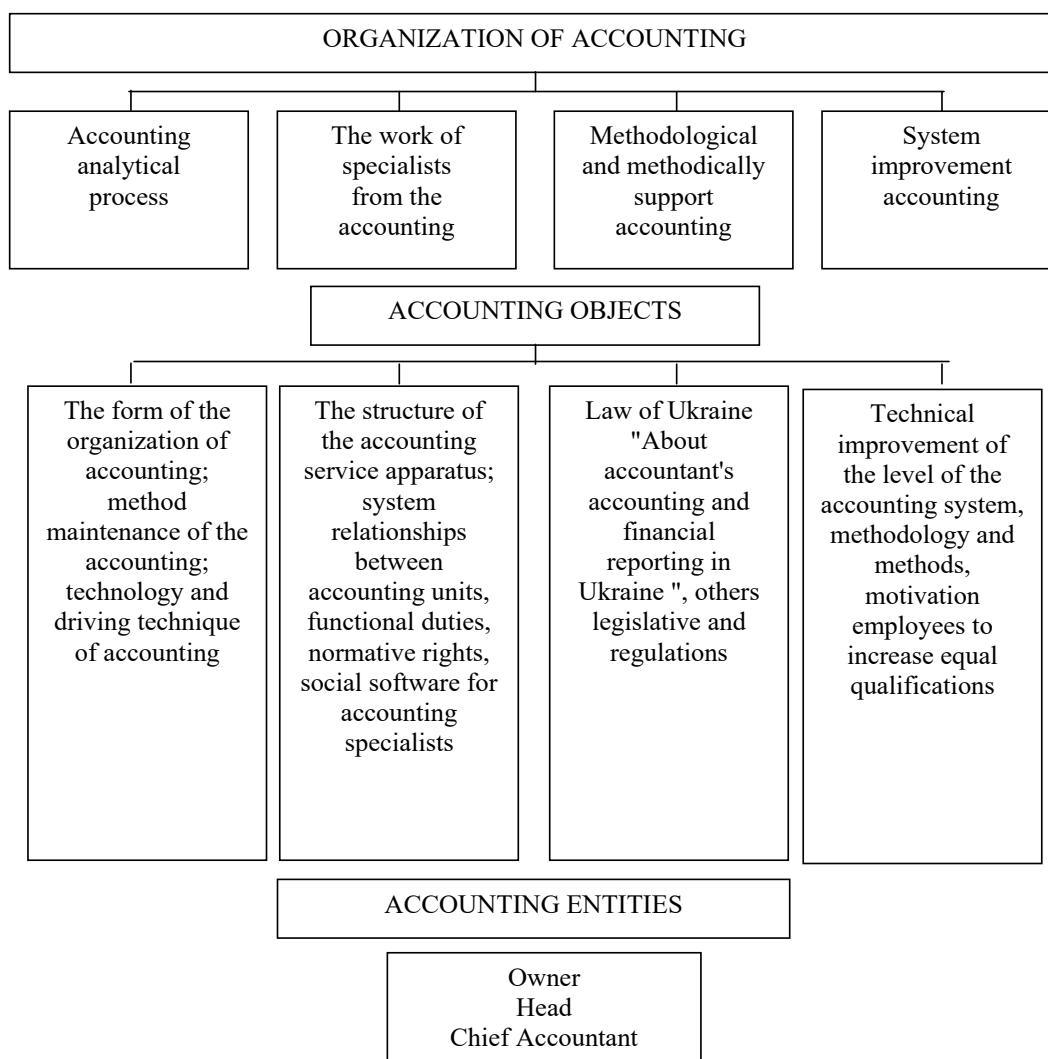 ORGANIZATION OF ACCOUNTING
Accounting
analytical
process
The work of
specialists
from the
accounting
Methodological
and methodically
support
accounting
System
improvement
accounting
ACCOUNTING OBJECTS
The form of the
organization of
accounting;
method
maintenance of the
accounting;
technology and
driving technique
of accounting
The structure of
the accounting
service apparatus;
system
relationships
between
accounting units,
functional duties,
normative rights,
social software for
accounting
specialists
Law of Ukraine
"About
accountant's
accounting and
financial
reporting in
Ukraine ", others
legislative and
regulations
Technical
improvement of
the level of the
accounting system,
methodology and
methods,
motivation
employees to
increase equal
qualifications
ACCOUNTING ENTITIES
Owner
Head
Chief Accountant